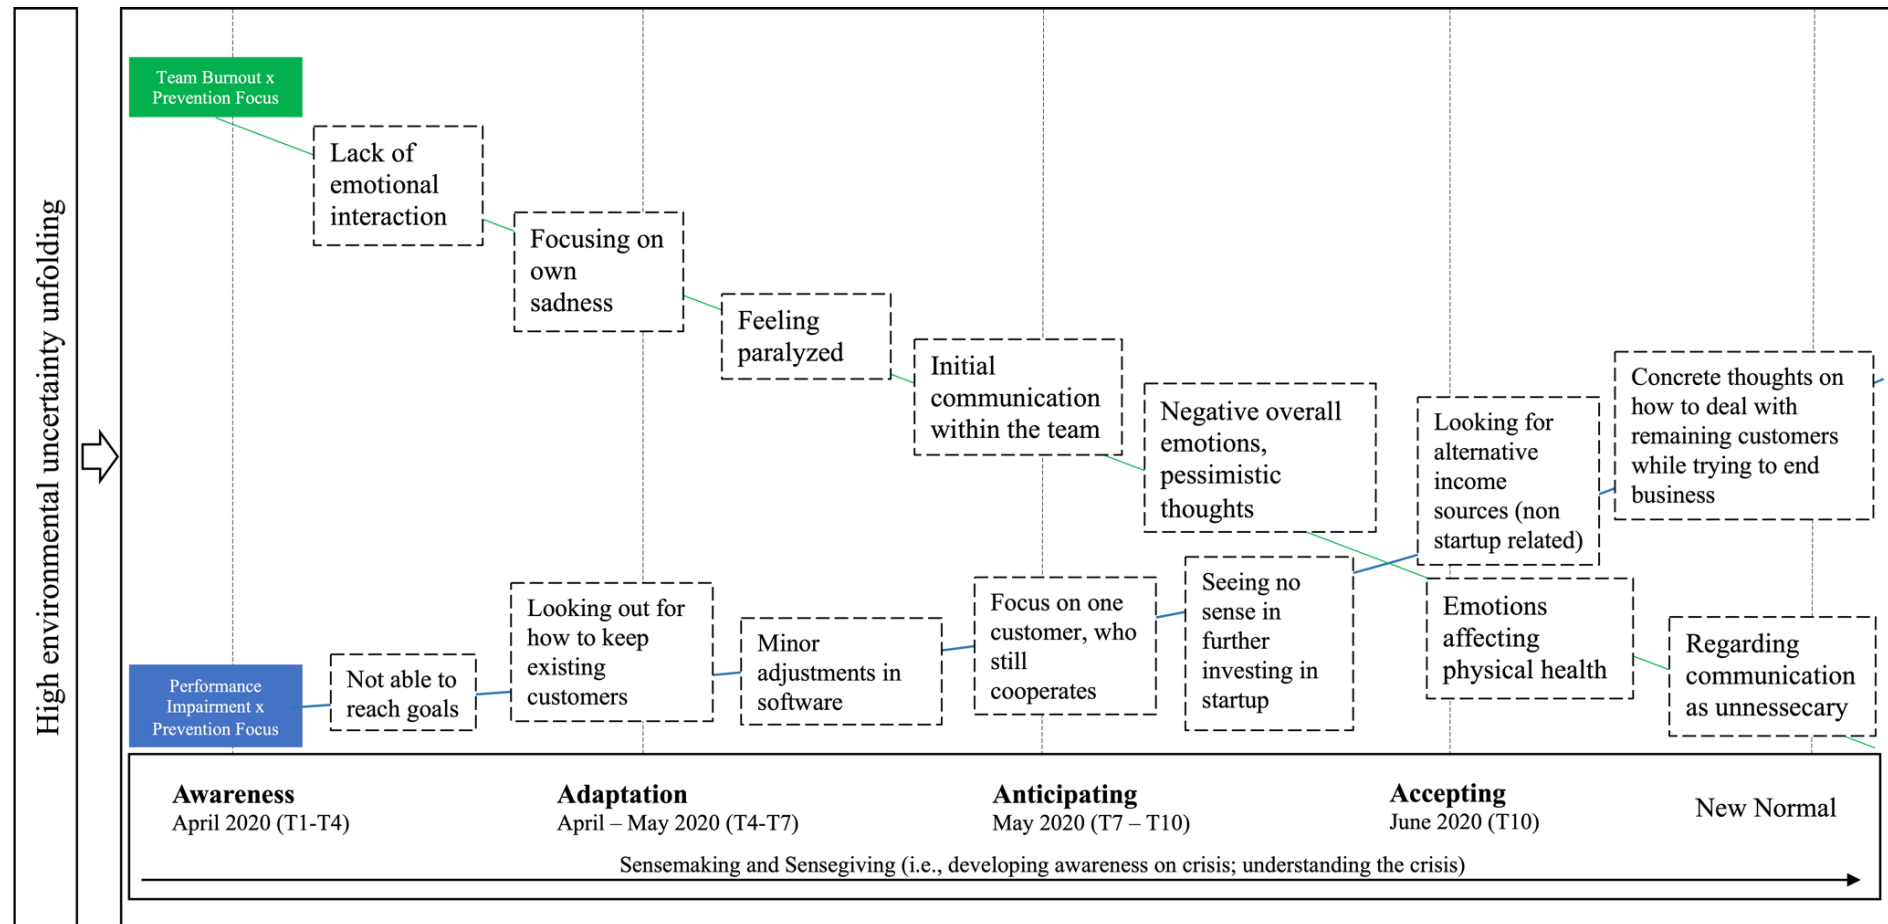 High environmental uncertainty unfolding
Team Burnout x
Prevention Focus
Lack of
emotional
interaction
Focusing on
own
sadness
Feeling
paralyzed
Initial
communication
within the team
Negative overall
emotions,
pessimistic
thoughts
Emotions
affecting
physical health
Regarding
communication
as unnessecary
Performance
Impairment x
Prevention Focus
Not able to
reach goals
Looking out for
how to keep
existing
customers
Minor
adjustments in
software
Focus on one
customer, who
still
cooperates
Seeing no
sense in
further
investing in
startup
Looking for
alternative
income
sources (non
startup related)
Concrete thoughts on
how to deal with
remaining customers
while trying to end
business
Awareness
April 2020 (T1-T4)
Adaptation
April – May 2020 (T4-T7)
Anticipating
May 2020 (T7 – T10)
Accepting
June 2020 (T10)
New Normal
Sensemaking and Sensegiving (i.e., developing awareness on crisis; understanding the crisis)